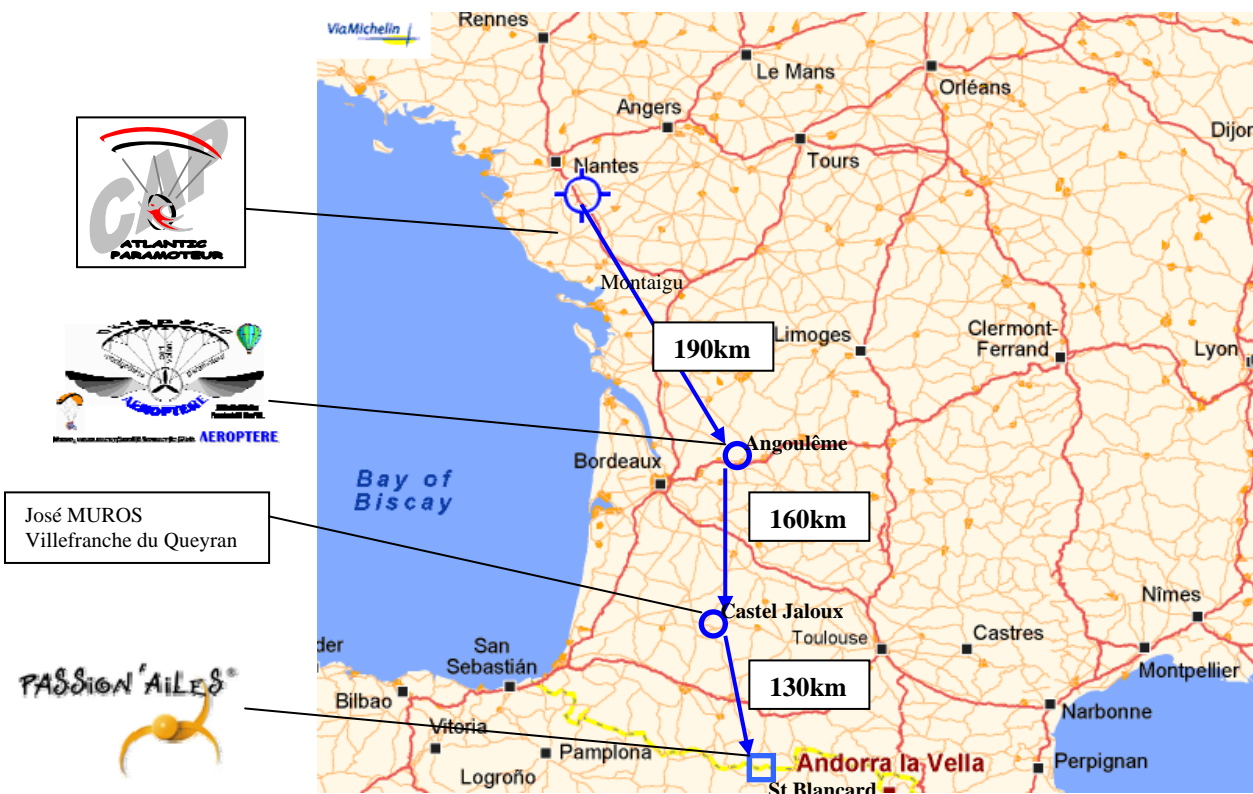 ViaMichelin
Rennes
Le Mans
Orléans
Angers
Dijon
Nantes
Tours
CAP
ATLANTIC
PARAMOTEUR
Montaigu
190km
Limoges
Clermont-
Ferrand
Lyon
AEROPTERE
AEROPTERE
Angoulême
Bordeaux
Bay of
Biscay
160km
José MUROS
Villefranche du Queyran
Castel Jaloux
Nîmes
Toulouse
Castres
Montpellier
der
San
Sebastián
130km
PASSiON'AiLES®
Bilbao
Narbonne
Vitoria
Pamplona
Andorra la Vella
Perpignan
Logroño
St Blancard